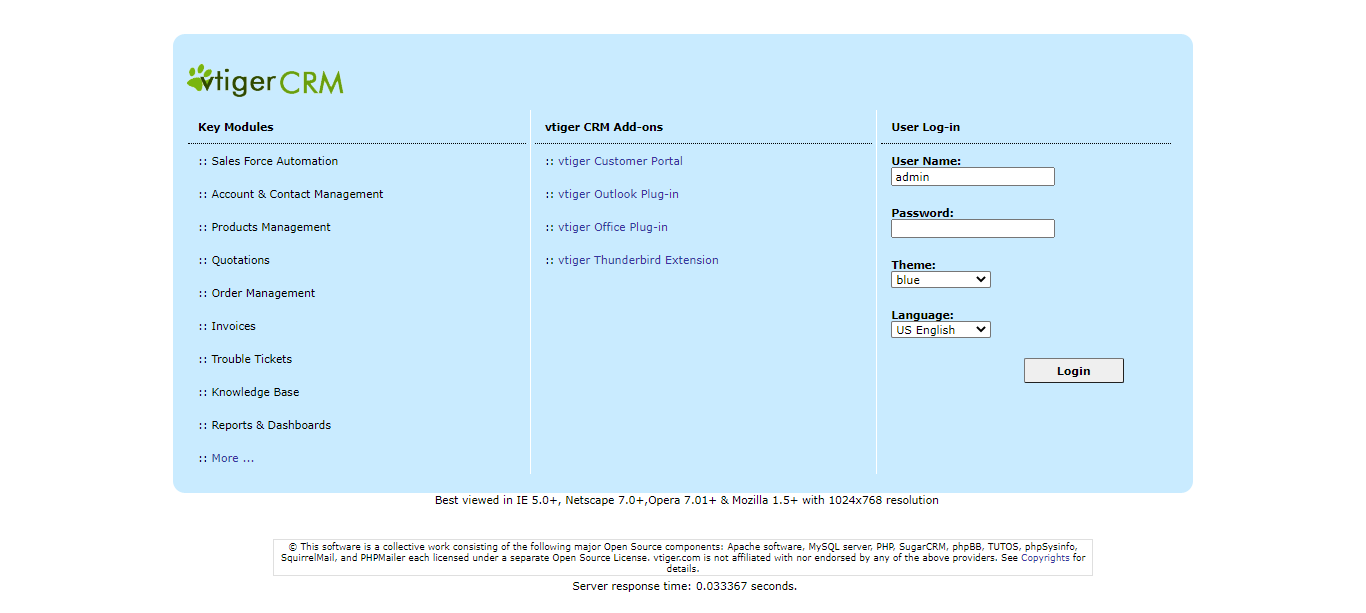 vtiger CRM
Key Modules
:: Sales Force Automation
:: Account & Contact Management
:: Products Management
:: Quotations
:: Order Management
:: Invoices
:: Trouble Tickets
:: Knowledge Base
:: Reports & Dashboards
:: More ...
vtiger CRM Add-ons
:: vtiger Customer Portal
:: vtiger Outlook Plug-in
:: vtiger Office Plug-in
:: vtiger Thunderbird Extension
User Log-in
User Name:
admin
Password:
Theme:
blue
Language:
US English
Login
Best viewed in IE 5.0+, Netscape 7.0+,Opera 7.01+ & Mozilla 1.5+ with 1024x768 resolution
© This software is a collective work consisting of the following major Open Source components: Apache software, MySQL server, PHP, SugarCRM, phpBB, TUTOS, phpSysinfo,
SquirrelMail, and PHPMailer each licensed under a separate Open Source License. vtiger.com is not affiliated with nor endorsed by any of the above providers. See Copyrights for
details.
Server response time: 0.033367 seconds.